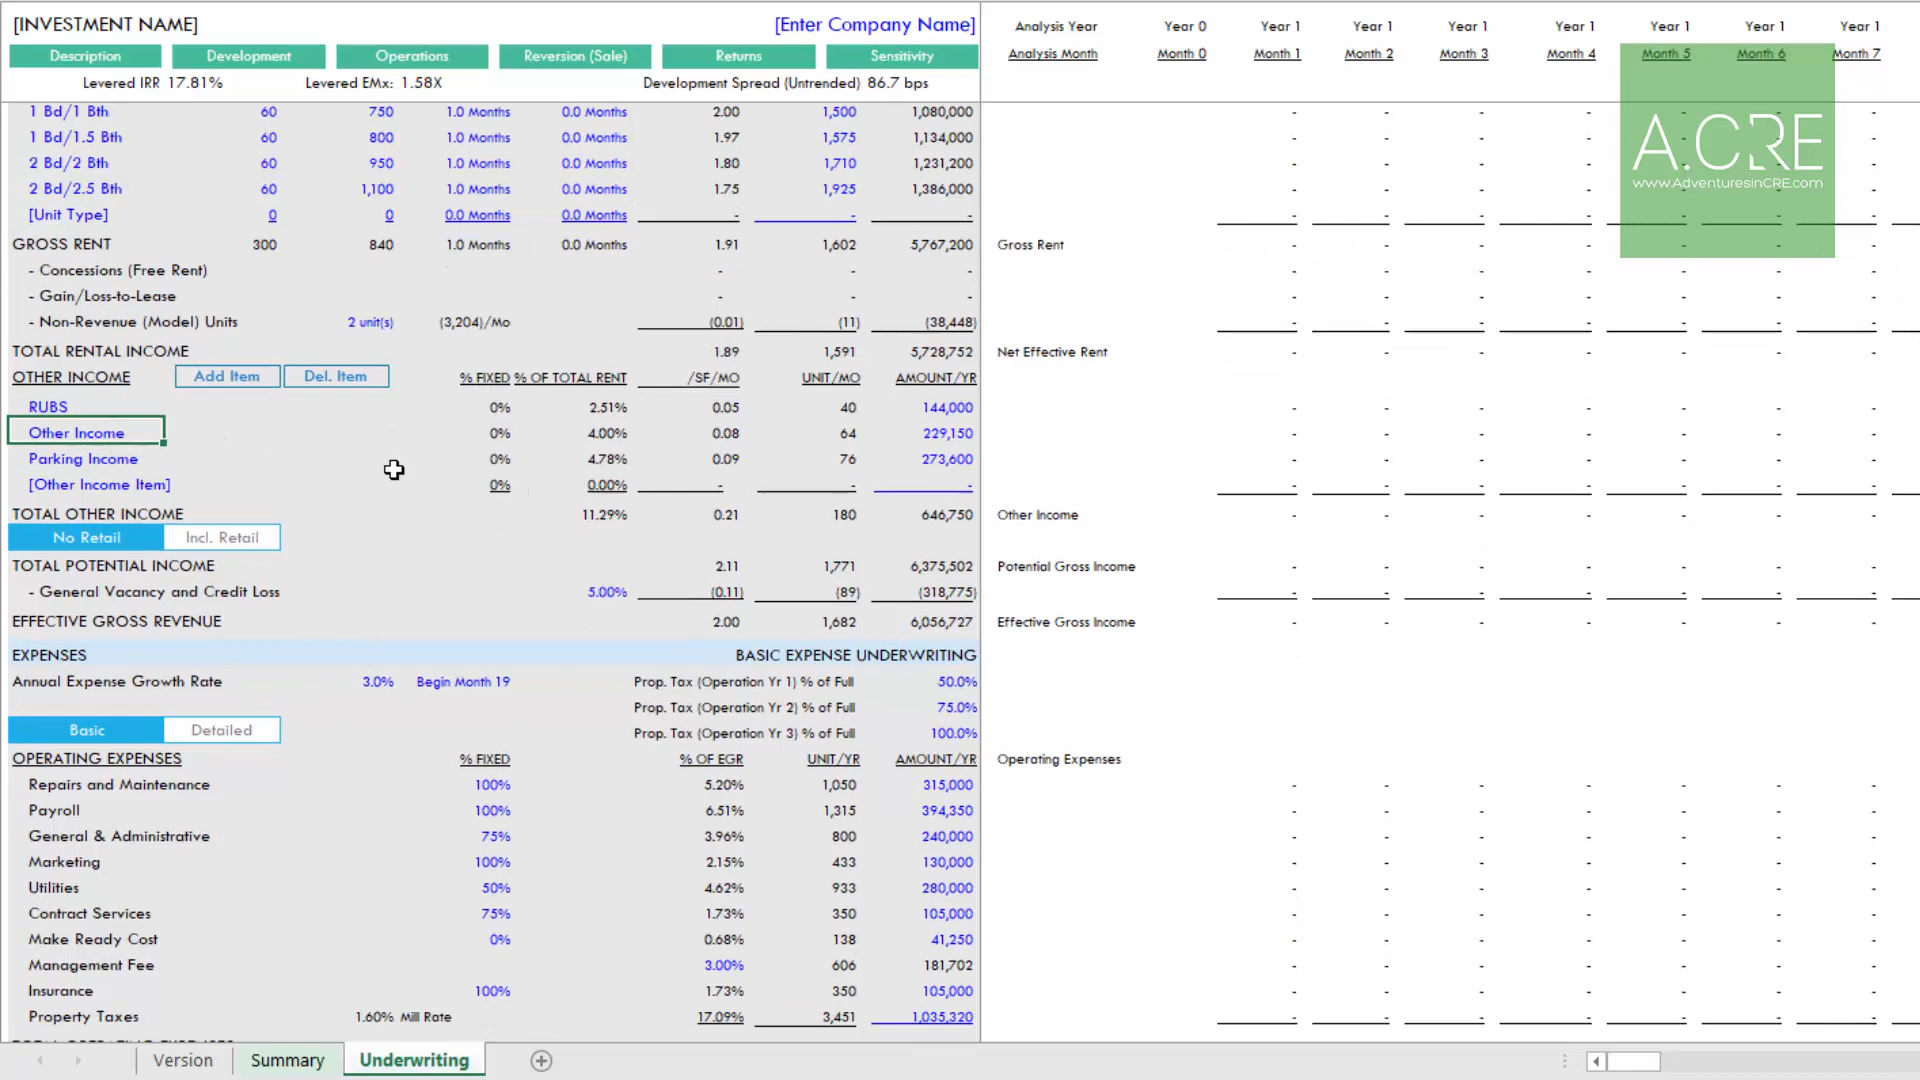 [INVESTMENT NAME] [Enter Company Name] Analysis Year Year 0 Year 1 Year 1 Year 1 Year 1 Year 1 Year 1 Year 1
Description Development Operations Reversion (Sale) Returns Sensitivity Analysis Month Month 0 Month 1 Month 2 Month 3 Month 4 Month 5 Month 6 Month 7
Levered IRR 17.81% Levered EMx: 1.58X Development Spread (Untrended) 86.7 bps
1 Bd/1 Bth 60 750 1.0 Months 0.0 Months 2.00 1,500 1,080,000 - - - - - - -
1 Bd/1.5 Bth 60 800 1.0 Months 0.0 Months 1.97 1,575 1,134,000 - - - - - - -
A.CRE
2 Bd/2 Bth 60 950 1.0 Months 0.0 Months 1.80 1,710 1,231,200 - - - - - - -
www.AdventuresinCRE.com
2 Bd/2.5 Bth 60 1,100 1.0 Months 0.0 Months 1.75 1,925 1,386,000 - - - - - - -
[Unit Type] 0 0 0.0 Months 0.0 Months - - - - - - - - - -
GROSS RENT 300 840 1.0 Months 0.0 Months 1.91 1,602 5,767,200 Gross Rent - - - - - - -
- Concessions (Free Rent) - - - - - - - - - -
- Gain/Loss-to-Lease - - - - - - - - - -
- Non-Revenue (Model) Units 2 unit(s) (3,204)/Mo (0.01) (11) (38,448) - - - - - - -
TOTAL RENTAL INCOME 1.89 1,591 5,728,752 Net Effective Rent - - - - - - -
OTHER INCOME Add Item Del. Item % FIXED % OF TOTAL RENT /SF/MO UNIT/MO AMOUNT/YR
RUBS 0% 2.51% 0.05 40 144,000 - - - - - - -
Other Income 0% 4.00% 0.08 64 229,150 - - - - - - -
Parking Income 0% 4.78% 0.09 76 273,600 - - - - - - -
[Other Income Item] 0% 0.00% - - - - - - - - - -
TOTAL OTHER INCOME 11.29% 0.21 180 646,750 Other Income - - - - - - -
No Retail Incl. Retail
TOTAL POTENTIAL INCOME 2.11 1,771 6,375,502 Potential Gross Income - - - - - - -
- General Vacancy and Credit Loss 5.00% (0.11) (89) (318,775) - - - - - - -
EFFECTIVE GROSS REVENUE 2.00 1,682 6,056,727 Effective Gross Income - - - - - - -
EXPENSES BASIC EXPENSE UNDERWRITING
Annual Expense Growth Rate 3.0% Begin Month 19 Prop. Tax (Operation Yr 1) % of Full 50.0%
Prop. Tax (Operation Yr 2) % of Full 75.0%
Basic Detailed Prop. Tax (Operation Yr 3) % of Full 100.0%
OPERATING EXPENSES % FIXED % OF EGR UNIT/YR AMOUNT/YR Operating Expenses
Repairs and Maintenance 100% 5.20% 1,050 315,000 - - - - - - -
Payroll 100% 6.51% 1,315 394,350 - - - - - - -
General & Administrative 75% 3.96% 800 240,000 - - - - - - -
Marketing 100% 2.15% 433 130,000 - - - - - - -
Utilities 50% 4.62% 933 280,000 - - - - - - -
Contract Services 75% 1.73% 350 105,000 - - - - - - -
Make Ready Cost 0% 0.68% 138 41,250 - - - - - - -
Management Fee 3.00% 606 181,702 - - - - - - -
Insurance 100% 1.73% 350 105,000 - - - - - - -
Property Taxes 1.60% Mill Rate 17.09% 3,451 1,035,320 - - - - - - -
Version Summary Underwriting